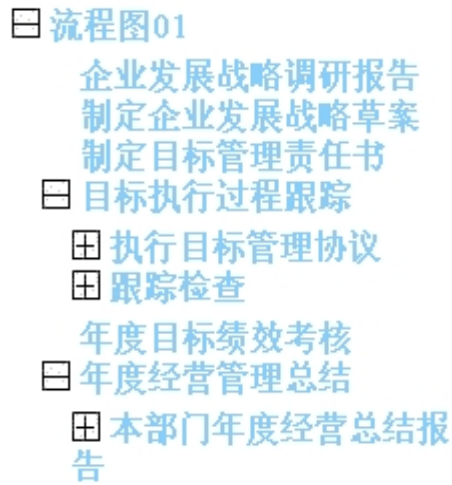 流程图01
企业发展战略调研报告
制定企业发展战略草案
制定目标管理责任书
目标执行过程跟踪
执行目标管理协议
跟踪检查
年度目标绩效考核
年度经营管理总结
本部门年度经营总结报
告